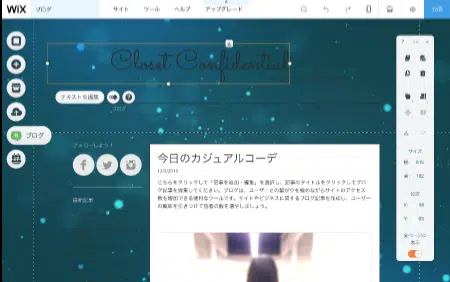 WiX
ブログ
サイト ツール ヘルプ アップグレード
Closet Confidential
テキストを編集
ブログ
ブログ
フォローしよう!
今日のカジュアルコーデ
12/3/2013
こちらをクリックして「記事を追加・編集」を選択し、記事のタイトルをクリックしてブロ
グ記事を編集してください。ブログは、ユーザーとの繋がりを強めながらサイトのアクセス
数を増加できる便利なツールです。サイトやビジネスに関するブログ記事を作成し、ユーザー
の興味を引きつけて読者の数を増やしましょう。
最新記事
サイズ
位置
全ページに
表示